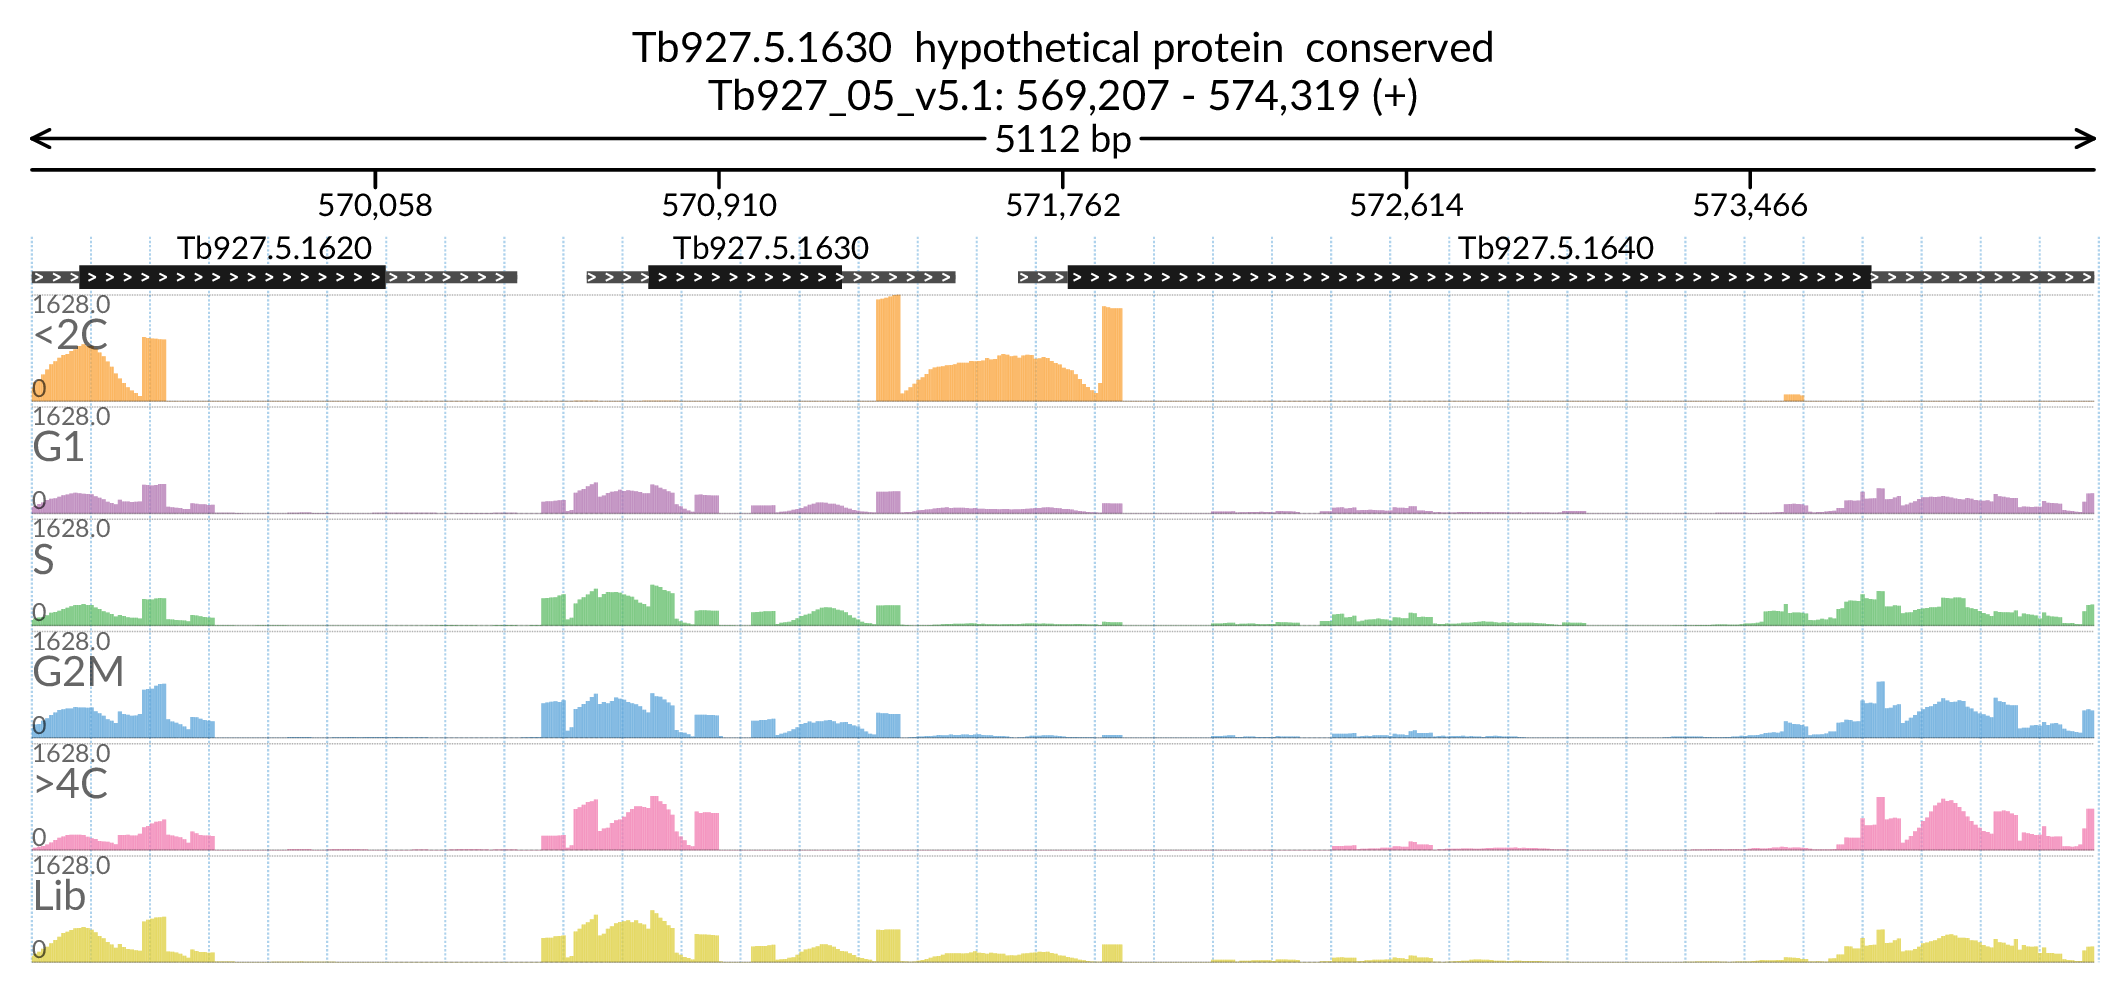 Tb927.5.1630 hypothetical protein conserved
Tb927_05_v5.1: 569,207 - 574,319 (+)
5112 bp
570,058 570,910 571,762 572,614 573,466
Tb927.5.1620 Tb927.5.1630 Tb927.5.1640
1628.0
<2C
0
1628.0
G1
0
1628.0
S
0
1628.0
G2M
0
1628.0
>4C
0
1628.0
Lib
0